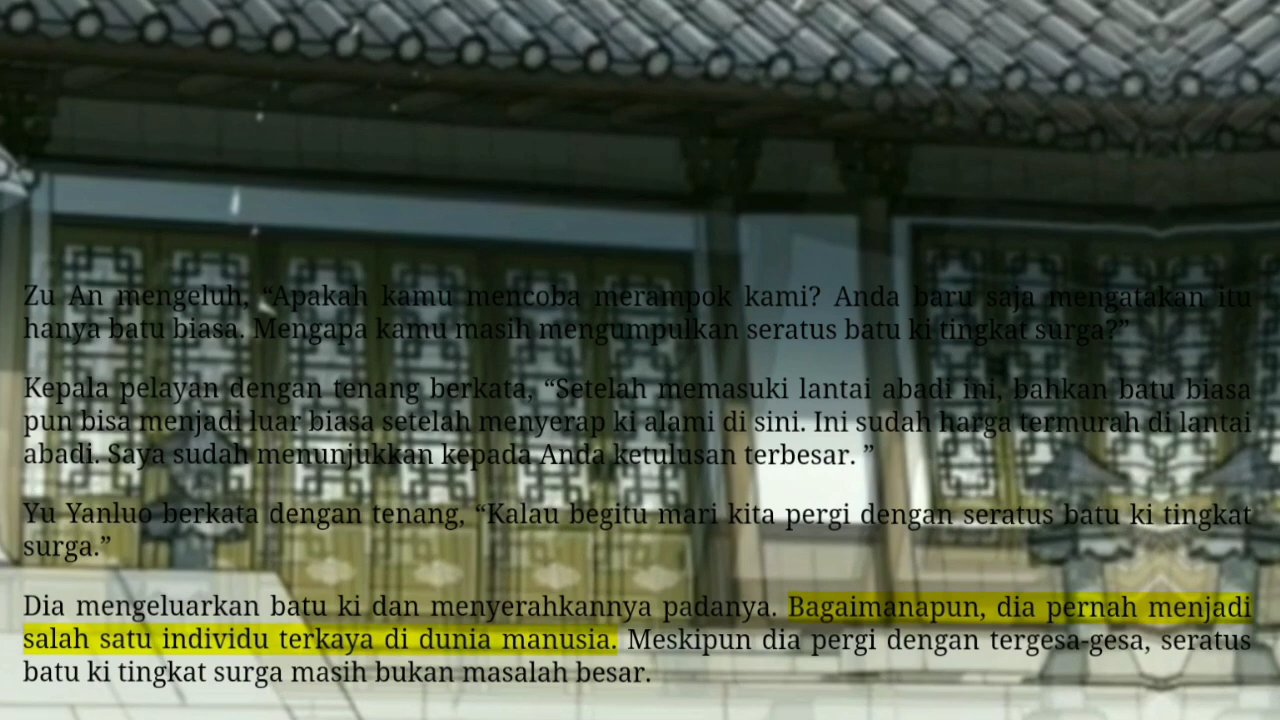 Zu An mengeluh, “Apakah kamu mencoba merampok kami? Anda baru saja mengatakan itu
hanya batu biasa. Mengapa kamu masih mengumpulkan seratus batu ki tingkat surga?”
Kepala pelayan dengan tenang berkata, “Setelah memasuki lantai abadi ini, bahkan batu biasa
pun bisa menjadi luar biasa setelah menyerap ki alami di sini. Ini sudah harga termurah di lantai
abadi. Saya sudah menunjukkan kepada Anda ketulusan terbesar. ”
Yu Yanluo berkata dengan tenang, “Kalau begitu mari kita pergi dengan seratus batu ki tingkat
surga.”
Dia mengeluarkan batu ki dan menyerahkannya padanya. Bagaimanapun, dia pernah menjadi
salah satu individu terkaya di dunia manusia. Meskipun dia pergi dengan tergesa-gesa, seratus
batu ki tingkat surga masih bukan masalah besar.